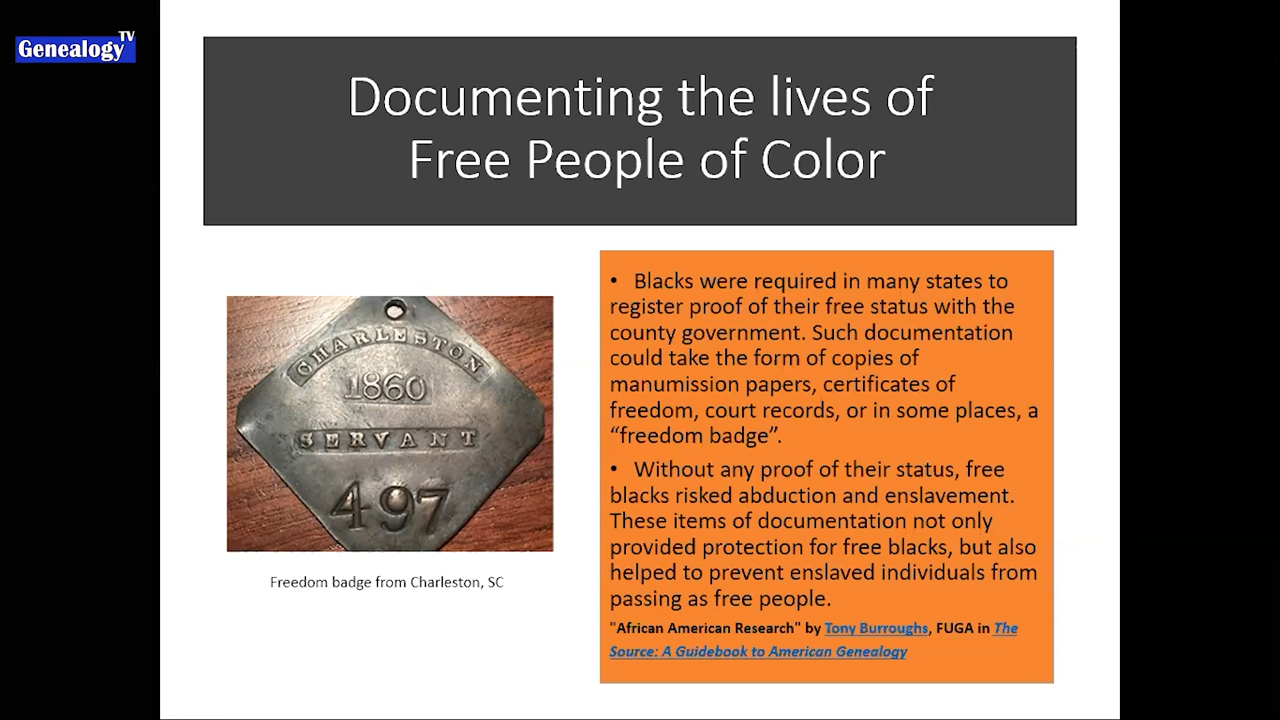 Genealogy TV
Documenting the lives of
Free People of Color
CHARLESTON
1860
SERVANT
497
Freedom badge from Charleston, SC
• Blacks were required in many states to
register proof of their free status with the
county government. Such documentation
could take the form of copies of
manumission papers, certificates of
freedom, court records, or in some places, a
“freedom badge”.
• Without any proof of their status, free
blacks risked abduction and enslavement.
These items of documentation not only
provided protection for free blacks, but also
helped to prevent enslaved individuals from
passing as free people.
"African American Research" by Tony Burroughs, FUGA in The
Source: A Guidebook to American Genealogy